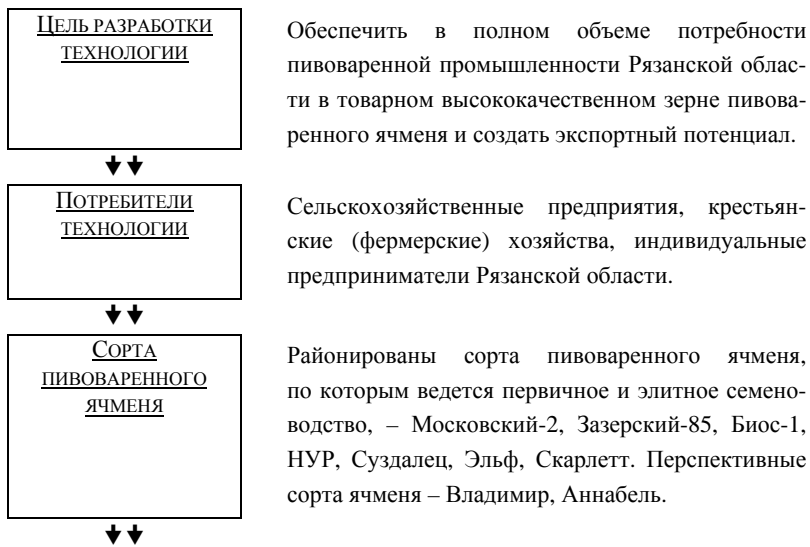 ЦЕЛЬ РАЗРАБОТКИ
ТЕХНОЛОГИИ
Обеспечить в полном объеме потребности
пивоваренной промышленности Рязанской облас-
ти в товарном высококачественном зерне пивова-
ренного ячменя и создать экспортный потенциал.
ПОТРЕБИТЕЛИ
ТЕХНОЛОГИИ
Сельскохозяйственные предприятия, крестьян-
ские (фермерские) хозяйства, индивидуальные
предприниматели Рязанской области.
СОРТА
ПИВОВАРЕННОГО
ЯЧМЕНЯ
Районированы сорта пивоваренного ячменя,
по которым ведется первичное и элитное семено-
водство, – Московский-2, Зазерский-85, Биос-1,
НУР, Суздалец, Эльф, Скарлетт. Перспективные
сорта ячменя – Владимир, Аннабель.